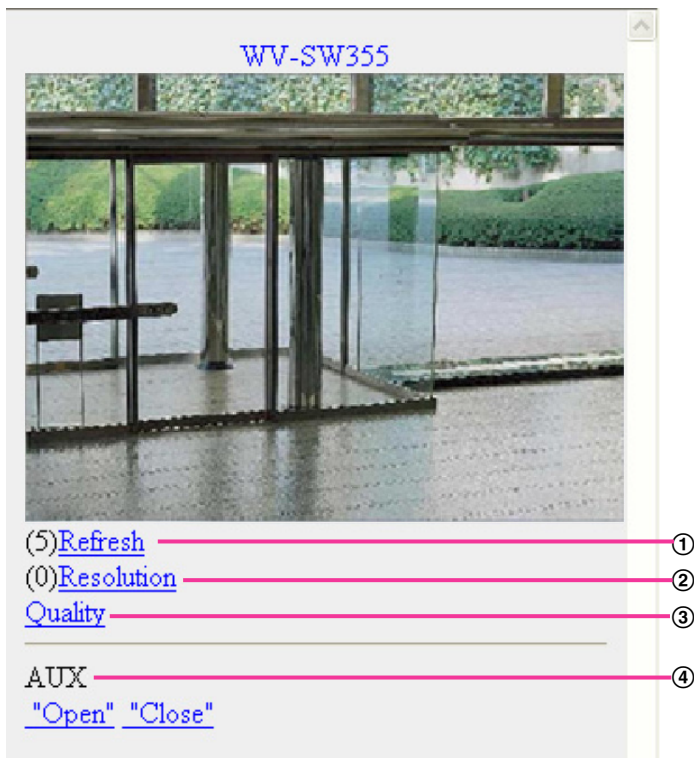 WV-SW355
(5)Refresh ①
(0)Resolution ②
Quality ③
AUX ④
"Open" "Close"